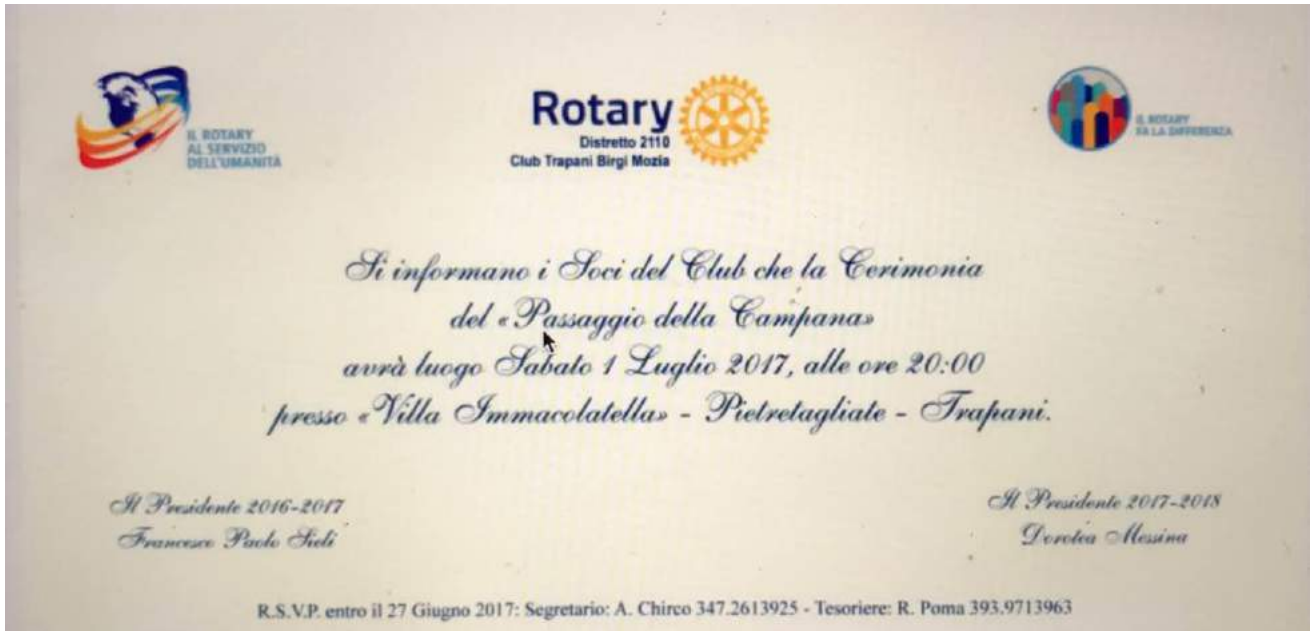 IL ROTARY
AL SERVIZIO
DELL'UMANITÀ
Rotary
Distretto 2110
Club Trapani Birgi Mozia
IL ROTARY
FA LA DIFFERENZA
Si informano i Soci del Club che la Cerimonia
del «Passaggio della Campana»
avrà luogo Sabato 1 Luglio 2017, alle ore 20:00
presso «Villa Immacolatella» - Pietretagliate - Trapani.
Il Presidente 2016-2017
Francesco Paolo Sieli
Il Presidente 2017-2018
Dorotea Messina
R.S.V.P. entro il 27 Giugno 2017: Segretario: A. Chirco 347.2613925 - Tesoriere: R. Poma 393.9713963